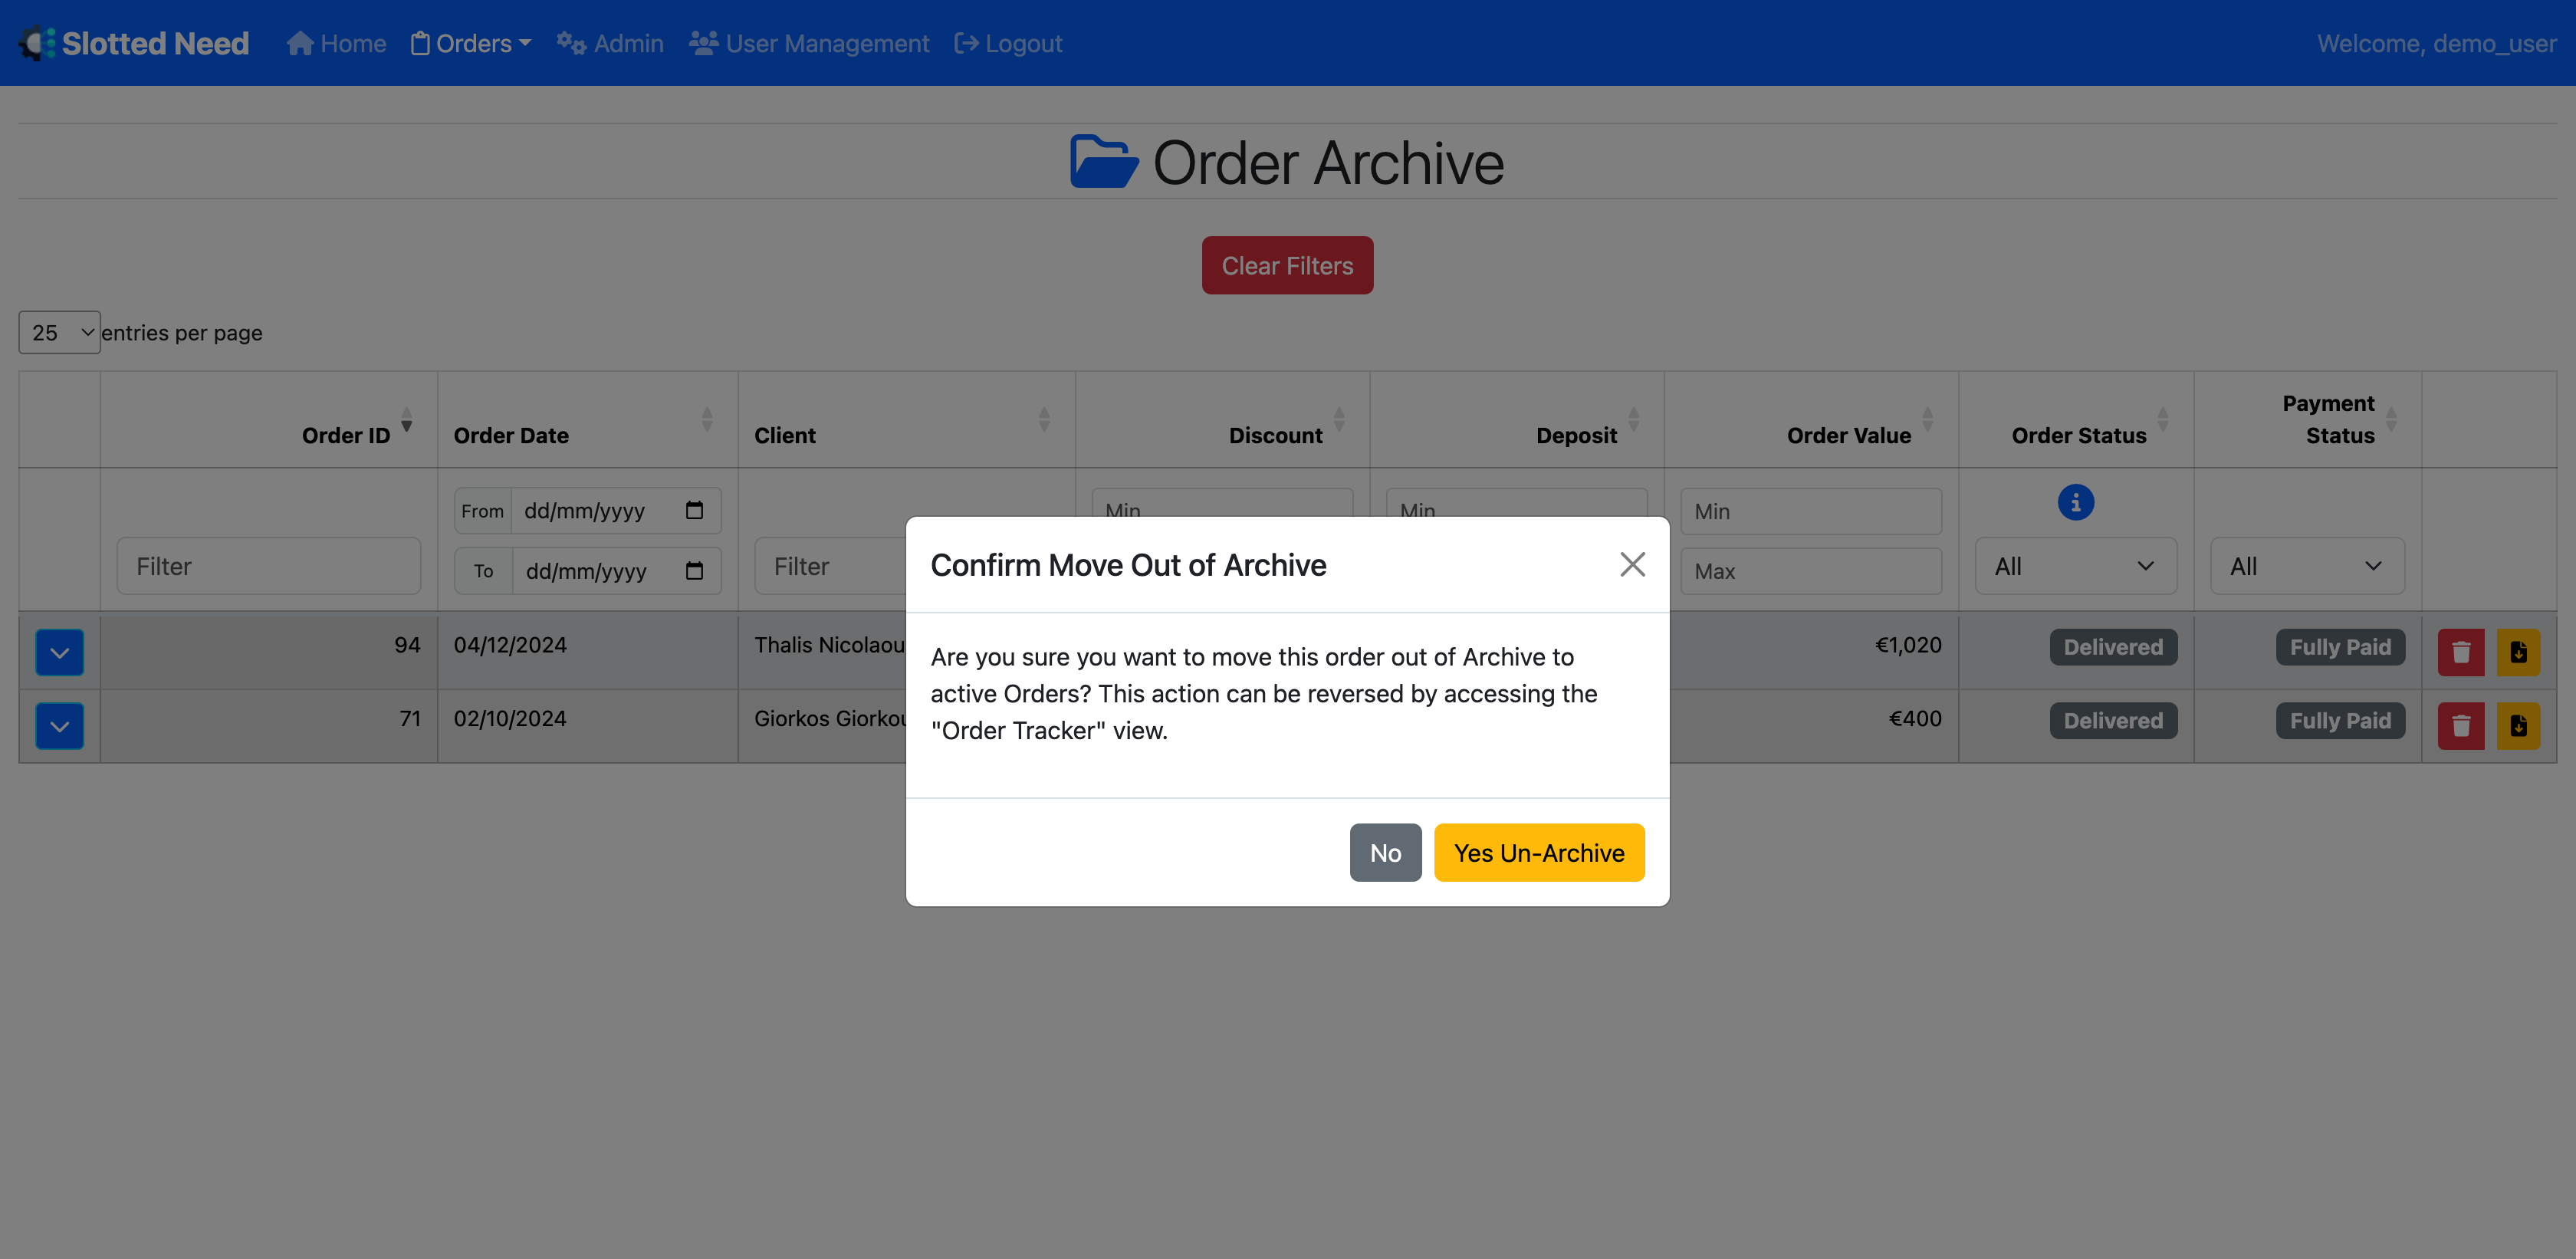 Slotted Need Home Orders Admin User Management Logout Welcome, demo_user
Order Archive
Clear Filters
25 entries per page
Order ID Order Date Client Discount Deposit Order Value Order Status Payment Status
From dd/mm/yyyy Min Min Min
Filter To dd/mm/yyyy Filter Max All All
94 04/12/2024 Thalis Nicolaou €1,020 Delivered Fully Paid
71 02/10/2024 Giorkos €400 Delivered Fully Paid
Confirm Move Out of Archive
Are you sure you want to move this order out of Archive to
active Orders? This action can be reversed by accessing the
"Order Tracker" view.
No Yes Un-Archive